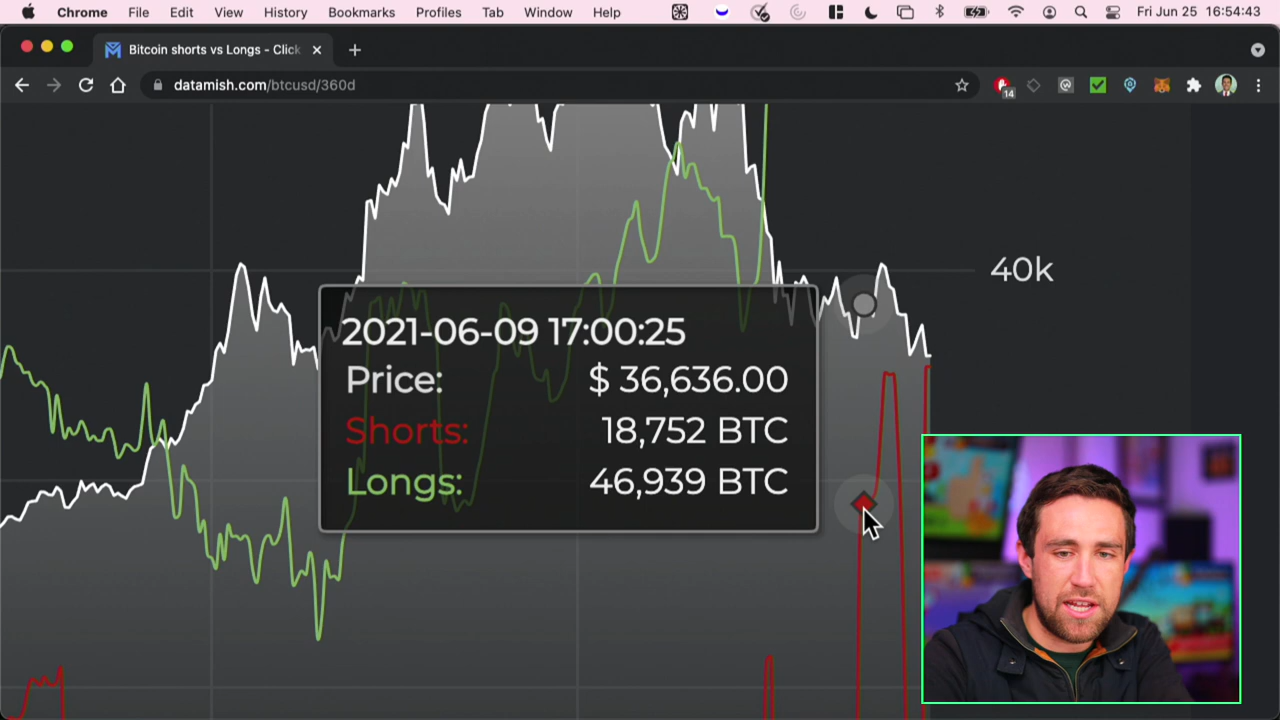 Chrome File Edit View History Bookmarks Profiles Tab Window Help Fri Jun 25 16:54:43
Bitcoin shorts vs Longs - Click
datamish.com/btcusd/360d
14
40k
2021-06-09 17:00:25
Price: $ 36,636.00
Shorts: 18,752 BTC
Longs: 46,939 BTC